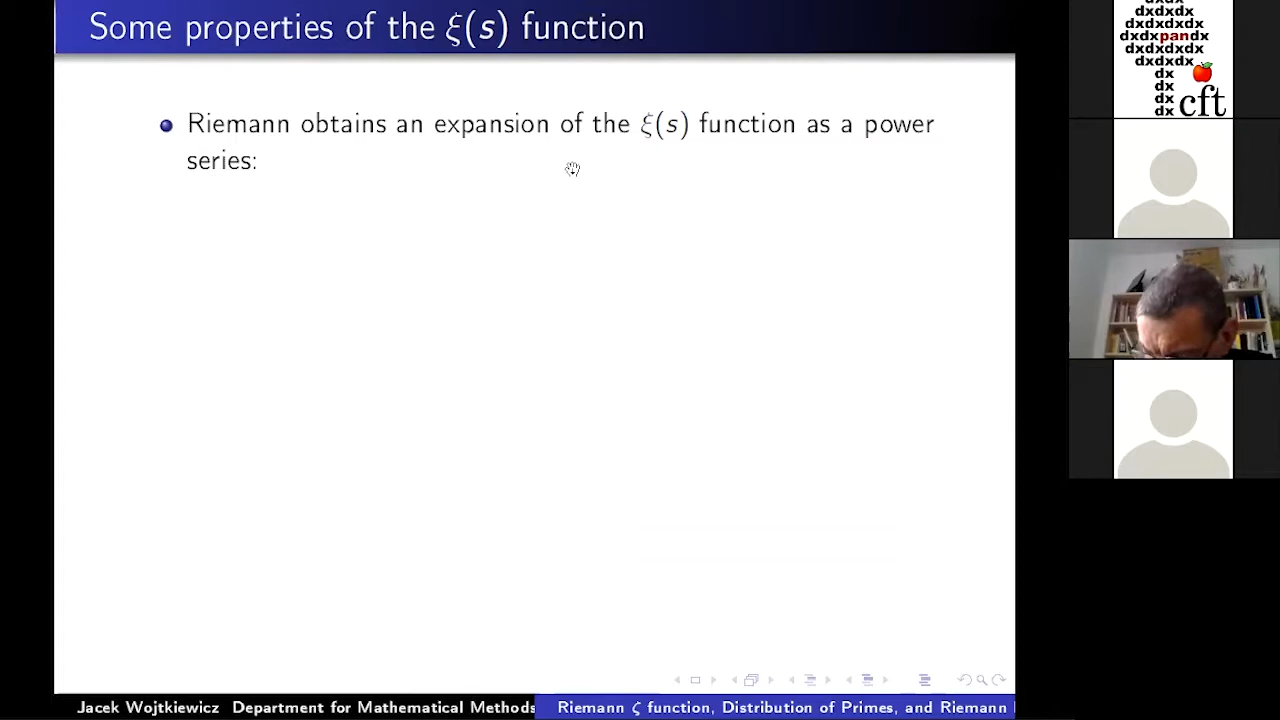 Some properties of the ξ(s) function
Riemann obtains an expansion of the ξ(s) function as a power
series:
Jacek Wojtkiewicz Department for Mathematical Methods
Riemann ζ function, Distribution of Primes, and Riemann
dxdxdx
dxdxdxdx
dxdxpandx
dxdxdxdx
dxdxdx
dx
dx
dx
dx
cft